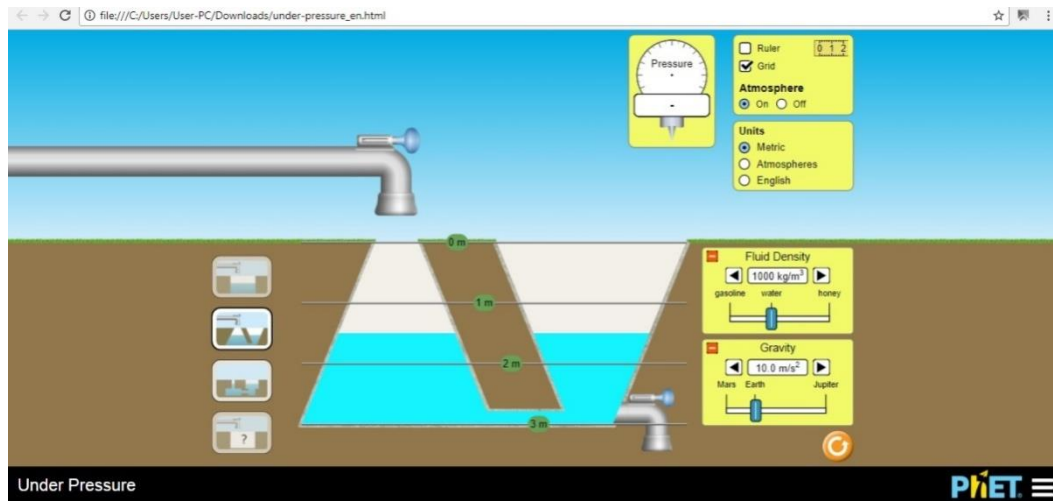 file:///C:/Users/User-PC/Downloads/under-pressure_en.html
Pressure
-
Ruler
0 1 2
Grid
Atmosphere
On Off
Units
Metric
Atmospheres
English
0 m
1 m
2 m
3 m
?
Fluid Density
1000 kg/m³
gasoline water honey
Gravity
10.0 m/s²
Mars Earth Jupiter
Under Pressure
PhET